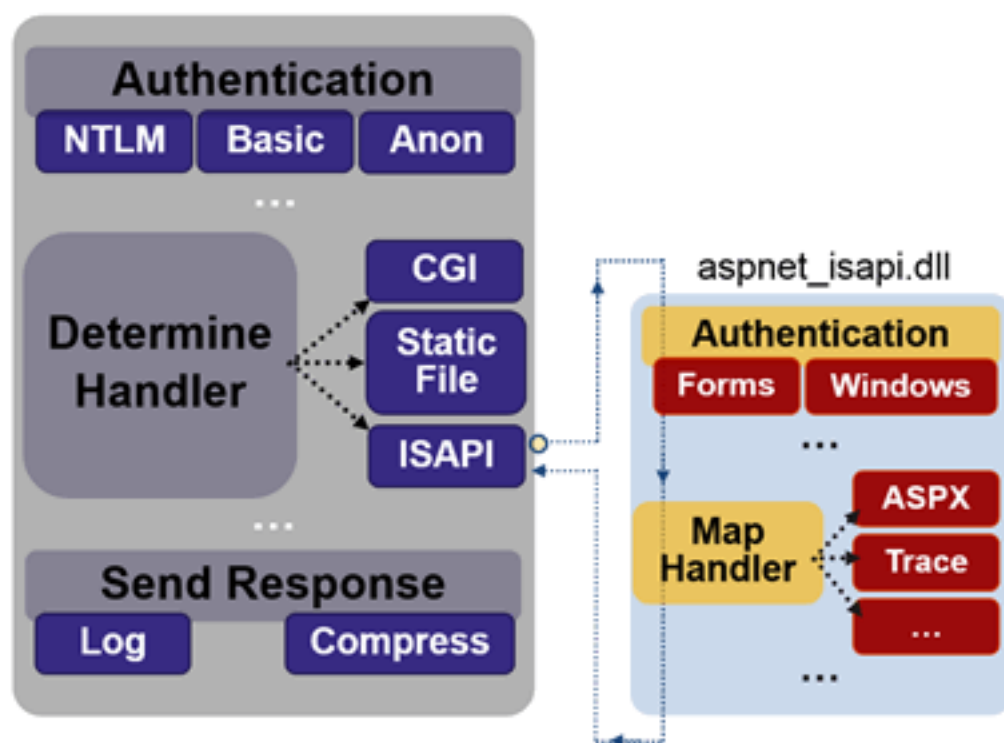 Authentication
NTLM
Basic
Anon
...
Determine
Handler
CGI
Static
File
ISAPI
...
Send Response
Log
Compress
aspnet_isapi.dll
Authentication
Forms
Windows
...
Map
Handler
ASPX
Trace
...
...